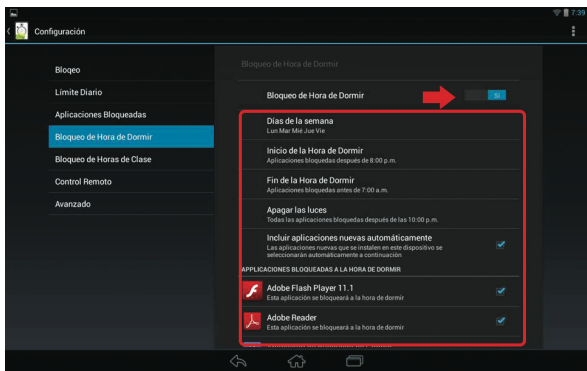 7:39
Configuración
Bloqeo
Límite Diario
Aplicaciones Bloqueadas
Bloqueo de Hora de Dormir
Bloqueo de Horas de Clase
Control Remoto
Avanzado
Bloqueo de Hora de Dormir
Bloqueo de Hora de Dormir
Sí
Días de la semana
Lun Mar Mié Jue Vie
Inicio de la Hora de Dormir
Aplicaciones bloquedas después de 8:00 p.m.
Fin de la Hora de Dormir
Aplicaciones bloquedas antes de 7:00 a.m.
Apagar las luces
Todas las aplicaciones bloquedas después de las 10:00 p.m.
Incluir aplicaciones nuevas automáticamente
Las aplicaciones nuevas que se instalen en este dispositivo se
seleccionarán automáticamente a continuación
APPLICACIONES BLOQUEADAS A LA HORA DE DORMIR
Adobe Flash Player 11.1
Esta aplicación se bloqueará a la hora de dormir
Adobe Reader
Esta aplicación se bloqueará a la hora de dormir